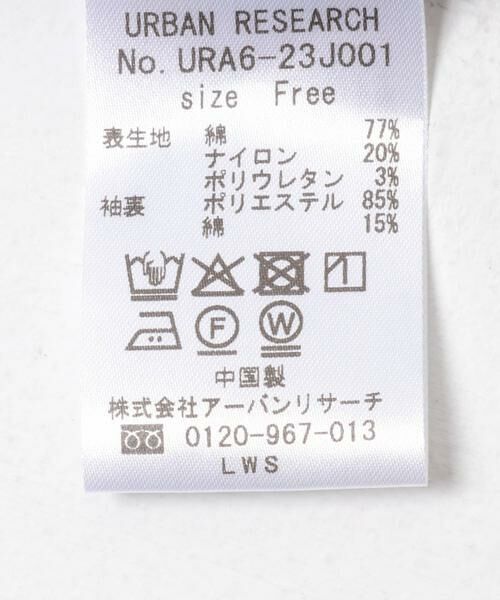 URBAN RESEARCH
No. URA6-23J001
size Free
表生地 綿 77%
ナイロン 20%
ポリウレタン 3%
袖裏 ポリエステル 85%
綿 15%
F W
中国製
株式会社アーバンリサーチ
0120-967-013
LWS